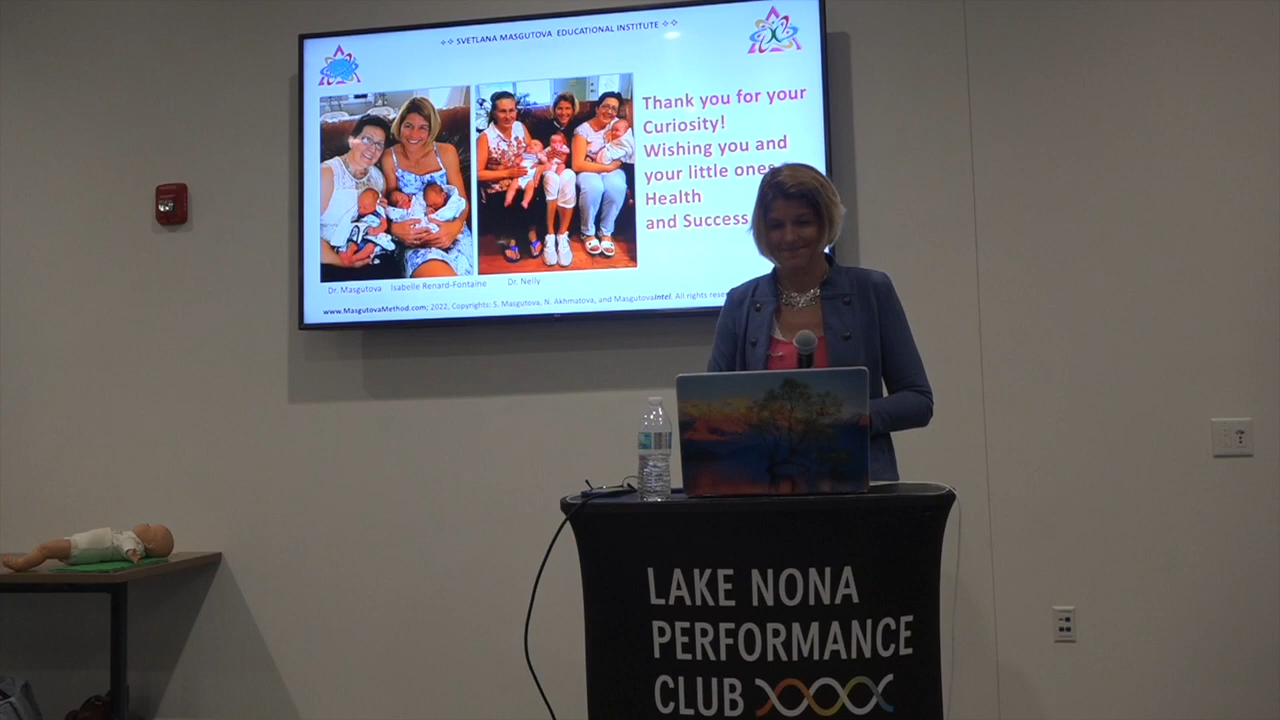 ✧✧ SVETLANA MASGUTOVA EDUCATIONAL INSTITUTE ✧✧
Thank you for your
Curiosity!
Wishing you and
your little ones
Health
and Success
Dr. Masgutova Isabelle Renard-Fontaine Dr. Nelly
www.MasgutovaMethod.com; 2022, Copyrights: S. Masgutova, N. Akhmatova, and MasgutovaIntel. All rights rese
LAKE NONA
PERFORMANCE
CLUB